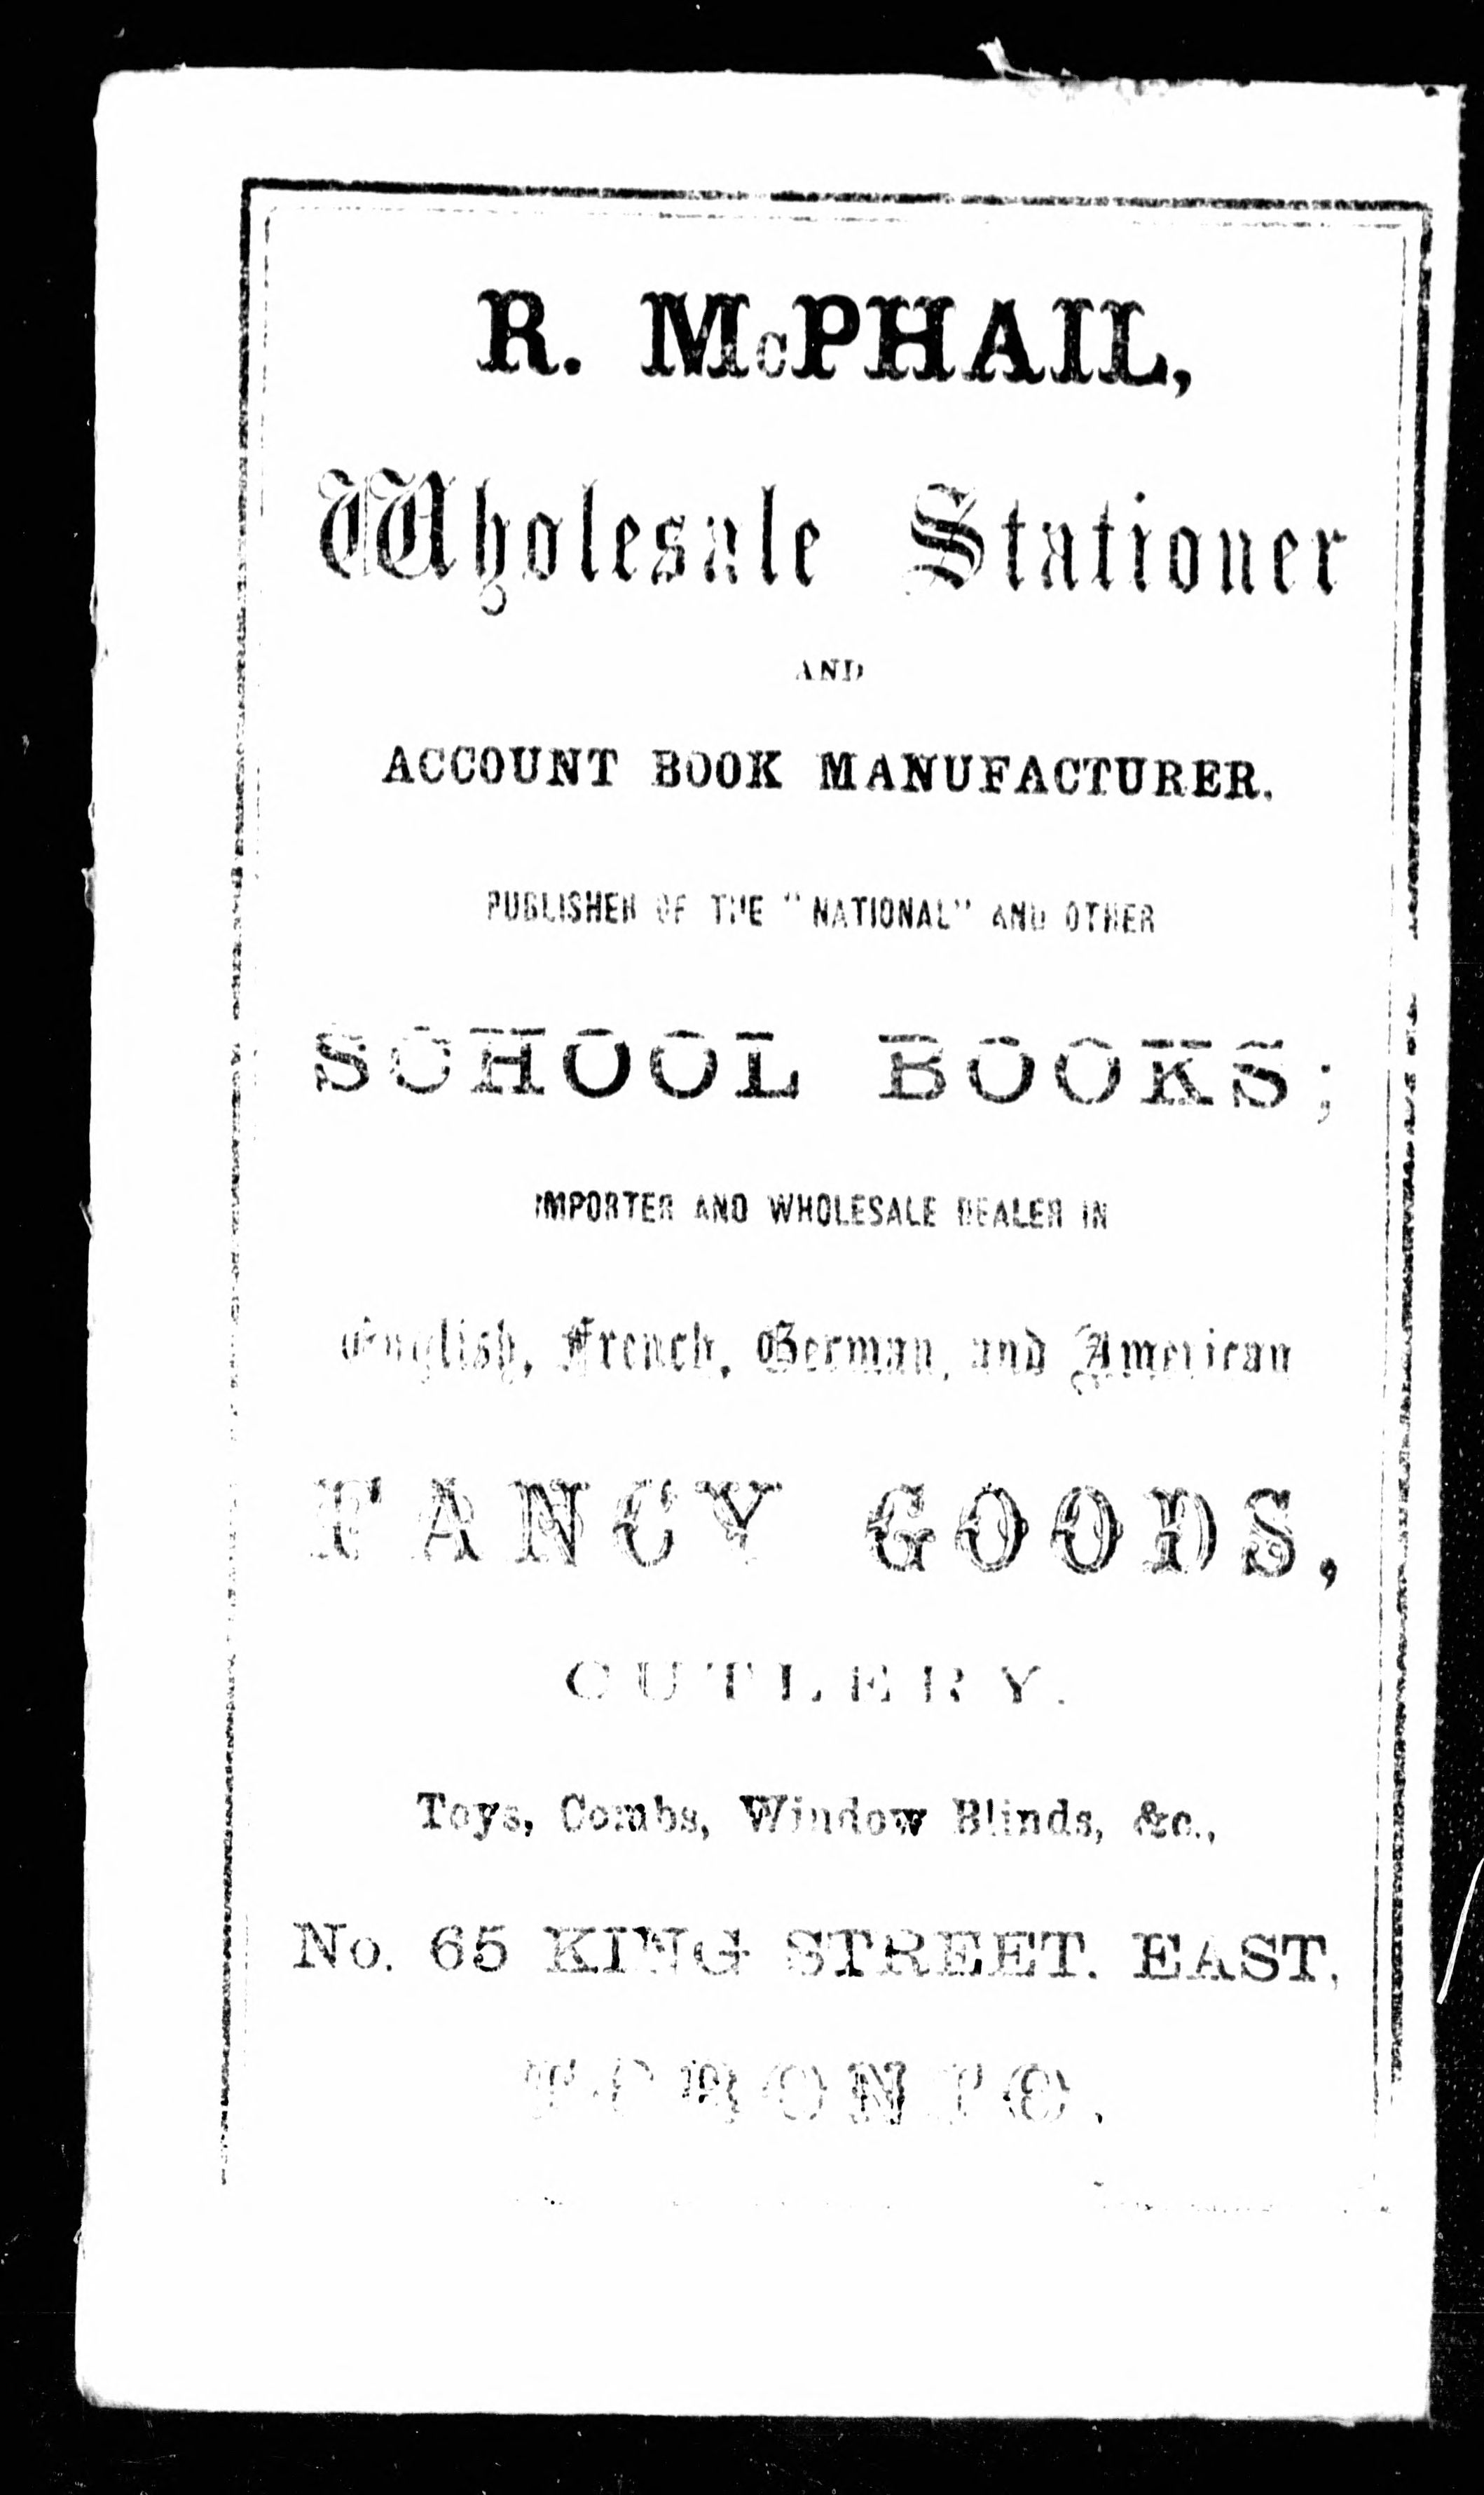 R. McPHAIL,
Wholesale Stationer
AND
ACCOUNT BOOK MANUFACTURER.
PUBLISHER OF THE "NATIONAL" AND OTHER
SCHOOL BOOKS;
IMPORTER AND WHOLESALE DEALER IN
English, French, German, and American
FANCY GOODS,
CUTLERY.
Toys, Combs, Window Blinds, &c.,
No. 65 KING STREET. EAST,
TORONTO.